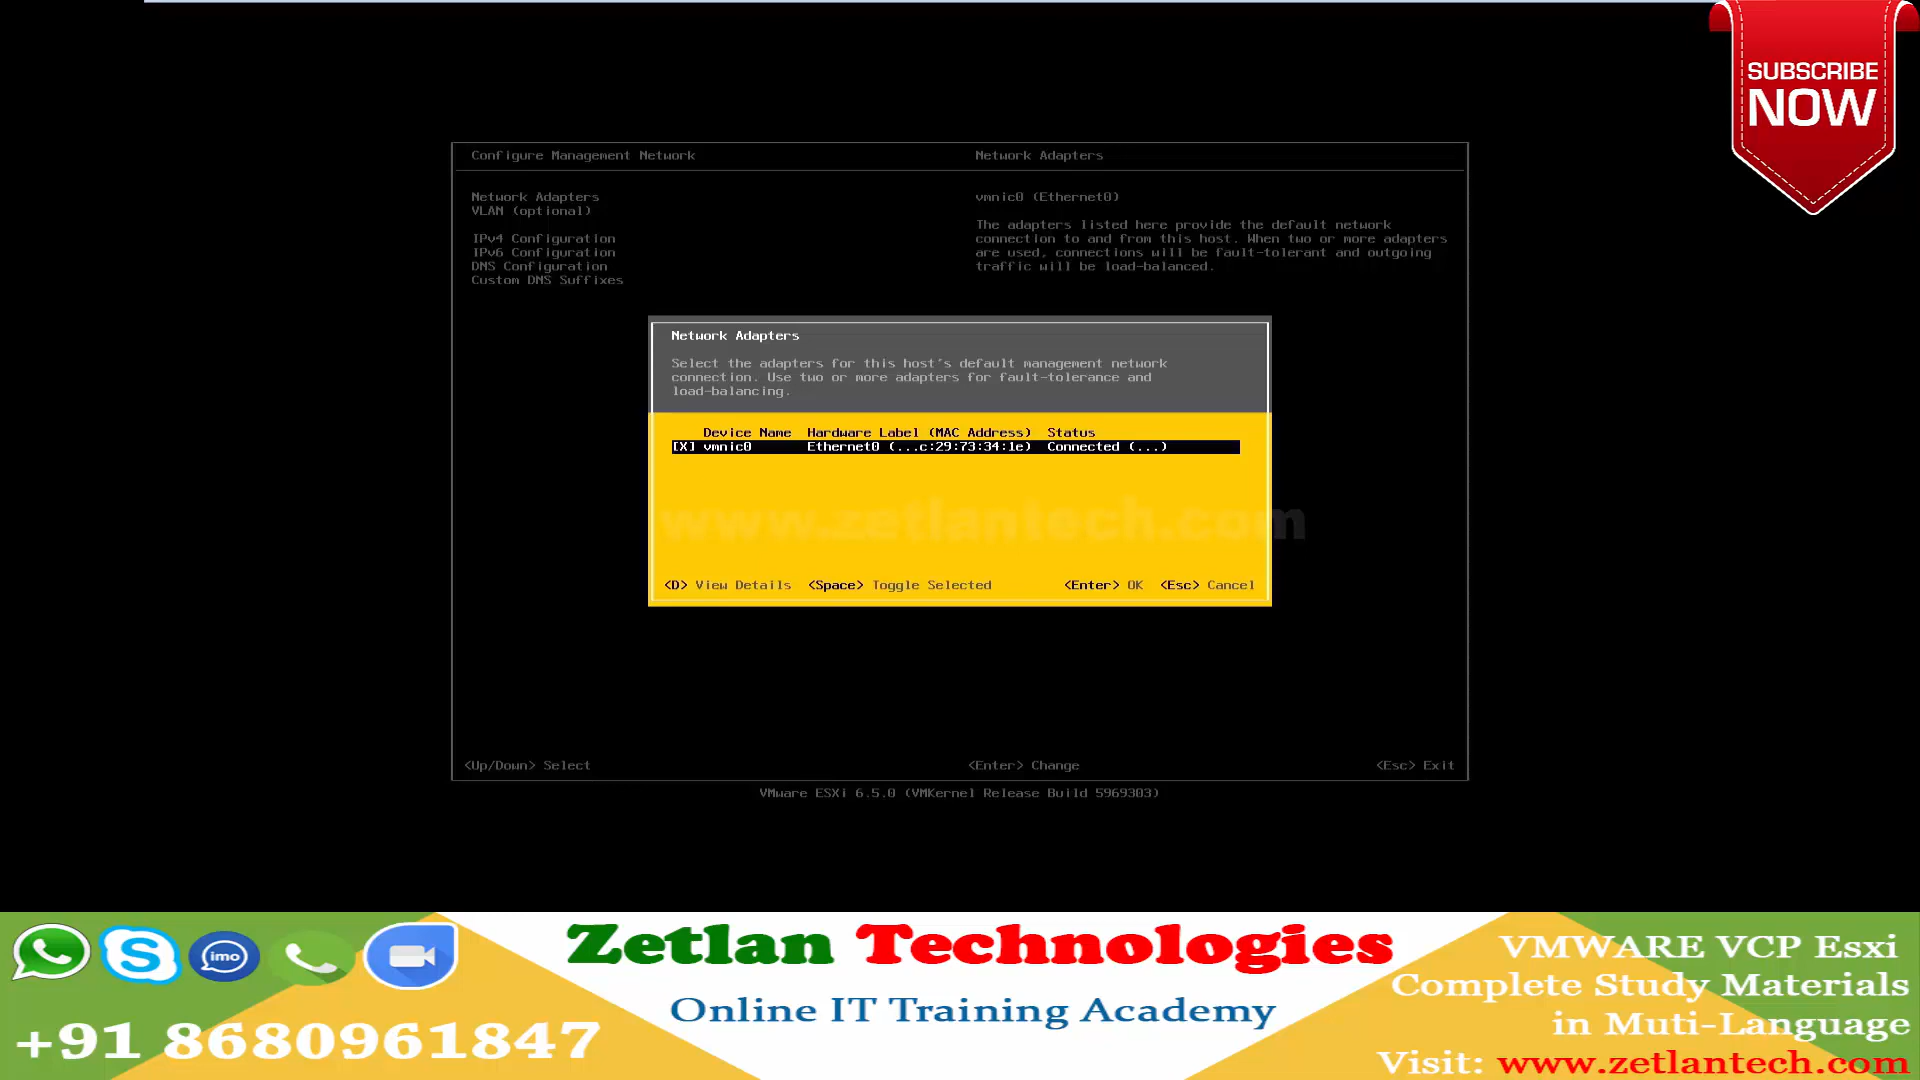 SUBSCRIBE
NOW
Configure Management Network
Network Adapters
Network Adapters
VLAN (optional)
IPv4 Configuration
IPv6 Configuration
DNS Configuration
Custom DNS Suffixes
vmnic0 (Ethernet0)
The adapters listed here provide the default network
connection to and from this host. When two or more adapters
are used, connections will be fault-tolerant and outgoing
traffic will be load-balanced.
Network Adapters
Select the adapters for this host's default management network
connection. Use two or more adapters for fault-tolerance and
load-balancing.
Device Name Hardware Label (MAC Address) Status
[X] vmnic0 Ethernet0 (...c:29:73:34:1e) Connected (...)
www.zetlantech.com
<D> View Details <Space> Toggle Selected <Enter> OK <Esc> Cancel
<Up/Down> Select <Enter> Change <Esc> Exit
VMware ESXi 6.5.0 (VMKernel Release Build 5969303)
imo
+91 8680961847
Zetlan Technologies
Online IT Training Academy
VMWARE VCP Esxi
Complete Study Materials
in Muti-Language
Visit: www.zetlantech.com